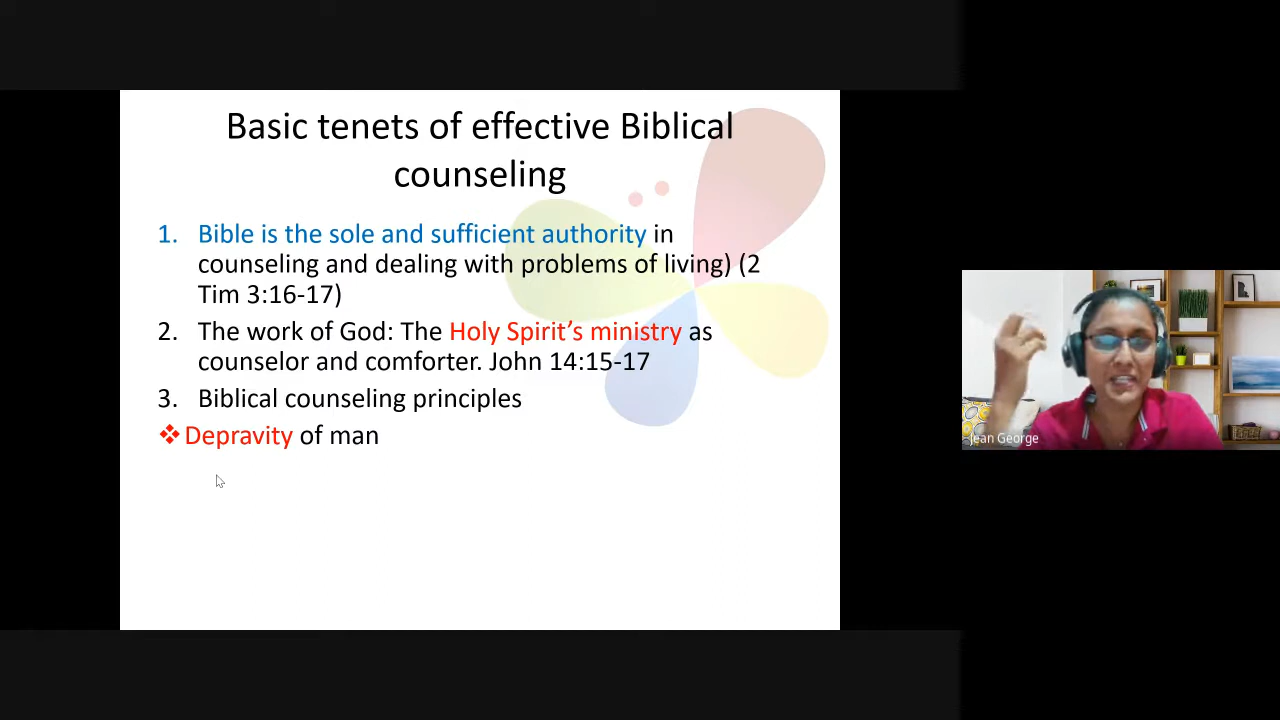 Basic tenets of effective Biblical
counseling
1. Bible is the sole and sufficient authority in
counseling and dealing with problems of living) (2
Tim 3:16-17)
2. The work of God: The Holy Spirit’s ministry as
counselor and comforter. John 14:15-17
3. Biblical counseling principles
❖Depravity of man
Jean George